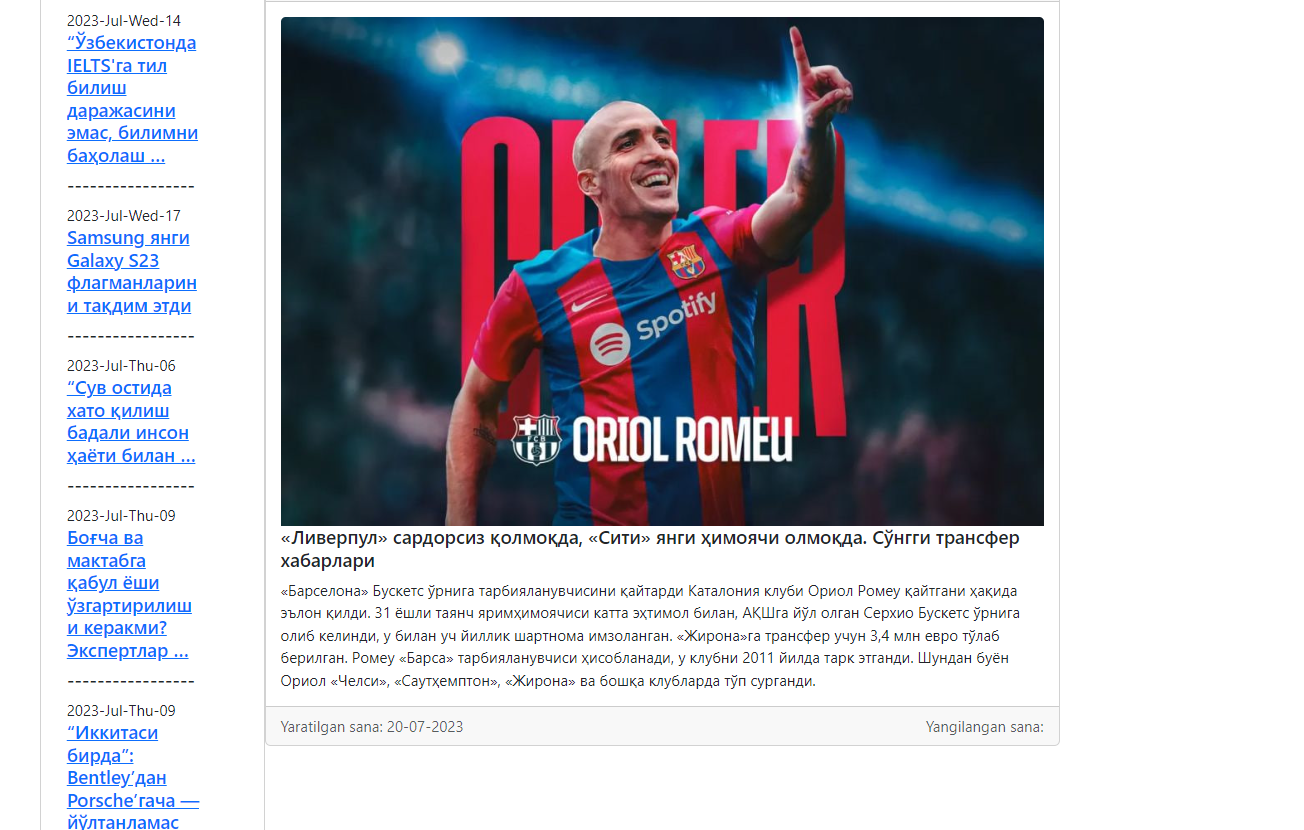 2023-Jul-Wed-14
“Ўзбекистонда
IELTS'га тил
билиш
даражасини
эмас, билимни
баҳолаш ...
-----------------
2023-Jul-Wed-17
Samsung янги
Galaxy S23
флагманларин
и тақдим этди
-----------------
2023-Jul-Thu-06
“Сув остида
хато қилиш
бадали инсон
ҳаёти билан ...
-----------------
2023-Jul-Thu-09
Боғча ва
мактабга
қабул ёши
ўзгартирилиш
и керакми?
Экспертлар ...
-----------------
2023-Jul-Thu-09
“Иккитаси
бирда”:
Bentley’дан
Porsche’гача —
йўлтанламас
Spotify
FCB
ORIOL ROMEU
«Ливерпул» сардорсиз қолмоқда, «Сити» янги ҳимоячи олмоқда. Сўнгги трансфер
хабарлари
«Барселона» Бускетс ўрнига тарбияланувчисини қайтарди Каталония клуби Ориол Ромеу қайтгани ҳақида
эълон қилди. 31 ёшли таянч яримҳимоячиси катта эҳтимол билан, АҚШга йўл олган Серхио Бускетс ўрнига
олиб келинди, у билан уч йиллик шартнома имзоланган. «Жирона»га трансфер учун 3,4 млн евро тўлаб
берилган. Ромеу «Барса» тарбияланувчиси ҳисобланади, у клубни 2011 йилда тарк этганди. Шундан буён
Ориол «Челси», «Саутҳемптон», «Жирона» ва бошқа клубларда тўп сурганди.
Yaratilgan sana: 20-07-2023
Yangilangan sana: